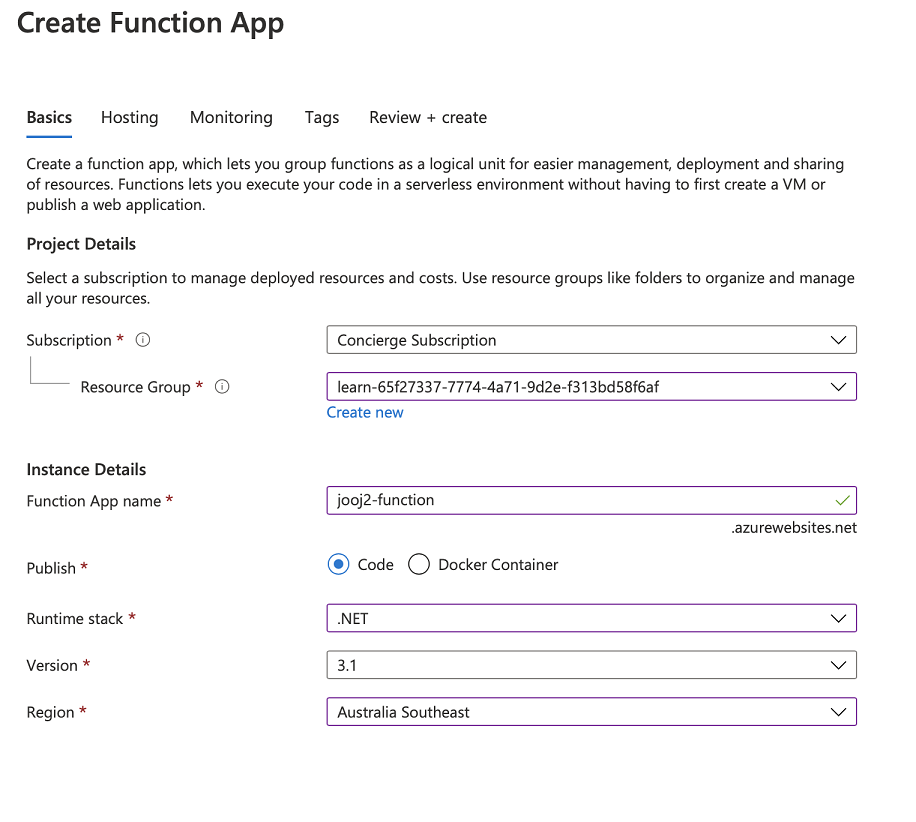 Create Function App
Basics Hosting Monitoring Tags Review + create
Create a function app, which lets you group functions as a logical unit for easier management, deployment and sharing
of resources. Functions lets you execute your code in a serverless environment without having to first create a VM or
publish a web application.
Project Details
Select a subscription to manage deployed resources and costs. Use resource groups like folders to organize and manage
all your resources.
Subscription * Concierge Subscription
Resource Group * learn-65f27337-7774-4a71-9d2e-f313bd58f6af
Create new
Instance Details
Function App name * jooj2-function
.azurewebsites.net
Publish * Code Docker Container
Runtime stack * .NET
Version * 3.1
Region * Australia Southeast